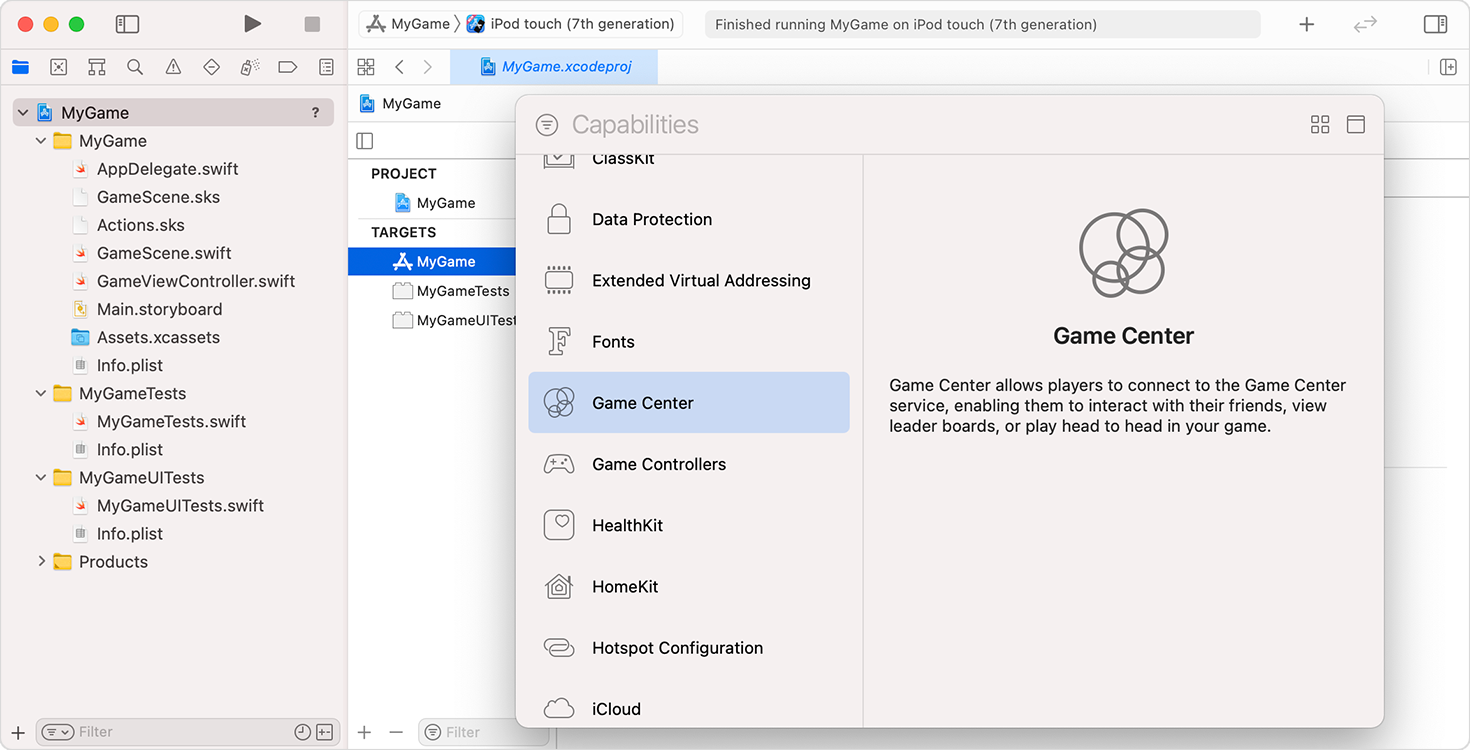 MyGame
iPod touch (7th generation)
Finished running MyGame on iPod touch (7th generation)
MyGame.xcodeproj
MyGame ?
MyGame
AppDelegate.swift
GameScene.sks
Actions.sks
GameScene.swift
GameViewController.swift
Main.storyboard
Assets.xcassets
Info.plist
MyGameTests
MyGameTests.swift
Info.plist
MyGameUITests
MyGameUITests.swift
Info.plist
Products
Filter
MyGame
PROJECT
MyGame
TARGETS
MyGame
MyGameTests
MyGameUITest
Filter
Capabilities
ClassKit
Data Protection
Extended Virtual Addressing
Fonts
Game Center
Game Controllers
HealthKit
HomeKit
Hotspot Configuration
iCloud
Game Center
Game Center allows players to connect to the Game Center
service, enabling them to interact with their friends, view
leader boards, or play head to head in your game.